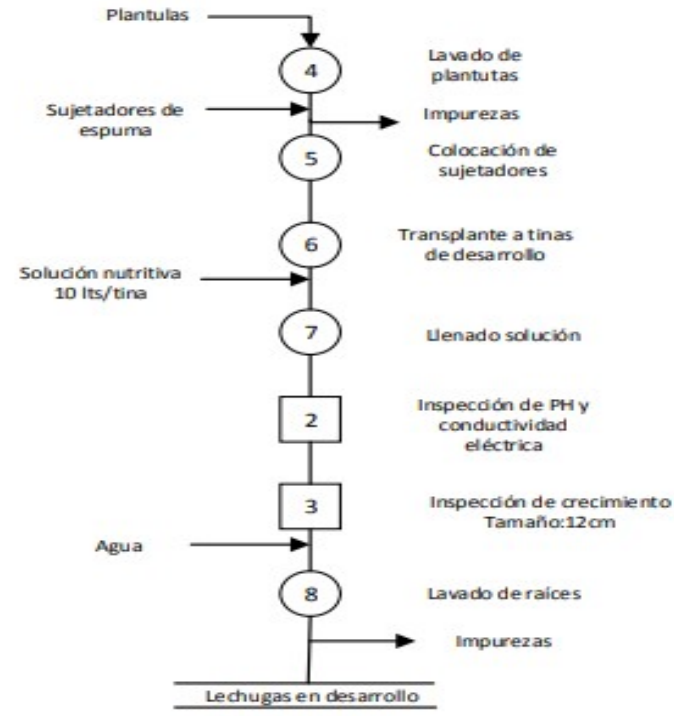 Plantulas
4
Lavado de
plantutas
Sujetadores de
espuma
Impurezas
5
Colocación de
sujetadores
6
Transplante a tinas
de desarrollo
Solución nutritiva
10 lts/tina
7
Llenado solución
2
Inspección de PH y
conductividad
eléctrica
3
Inspección de crecimiento
Tamaño:12cm
Agua
8
Lavado de raíces
Impurezas
Lechugas en desarrollo